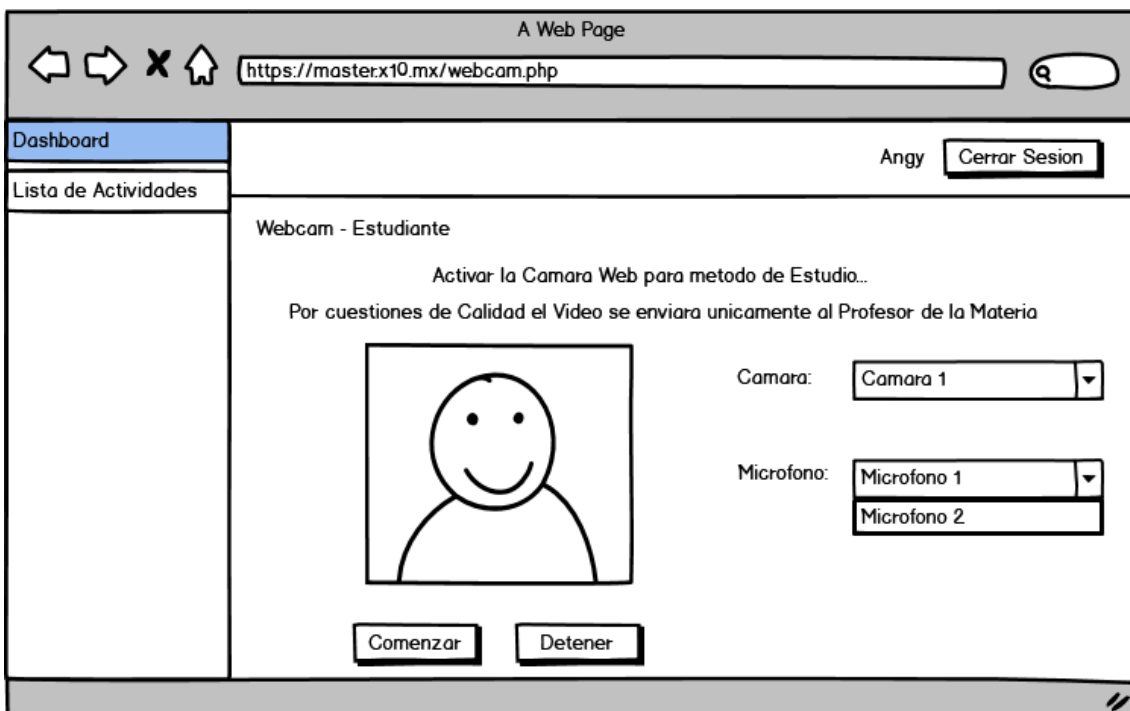 A Web Page
https://master.x10.mx/webcam.php
Dashboard
Lista de Actividades
Angy
Cerrar Sesion
Webcam - Estudiante
Activar la Camara Web para metodo de Estudio...
Por cuestiones de Calidad el Video se enviara unicamente al Profesor de la Materia
Camara:
Camara 1
Microfono:
Microfono 1
Microfono 2
Comenzar
Detener